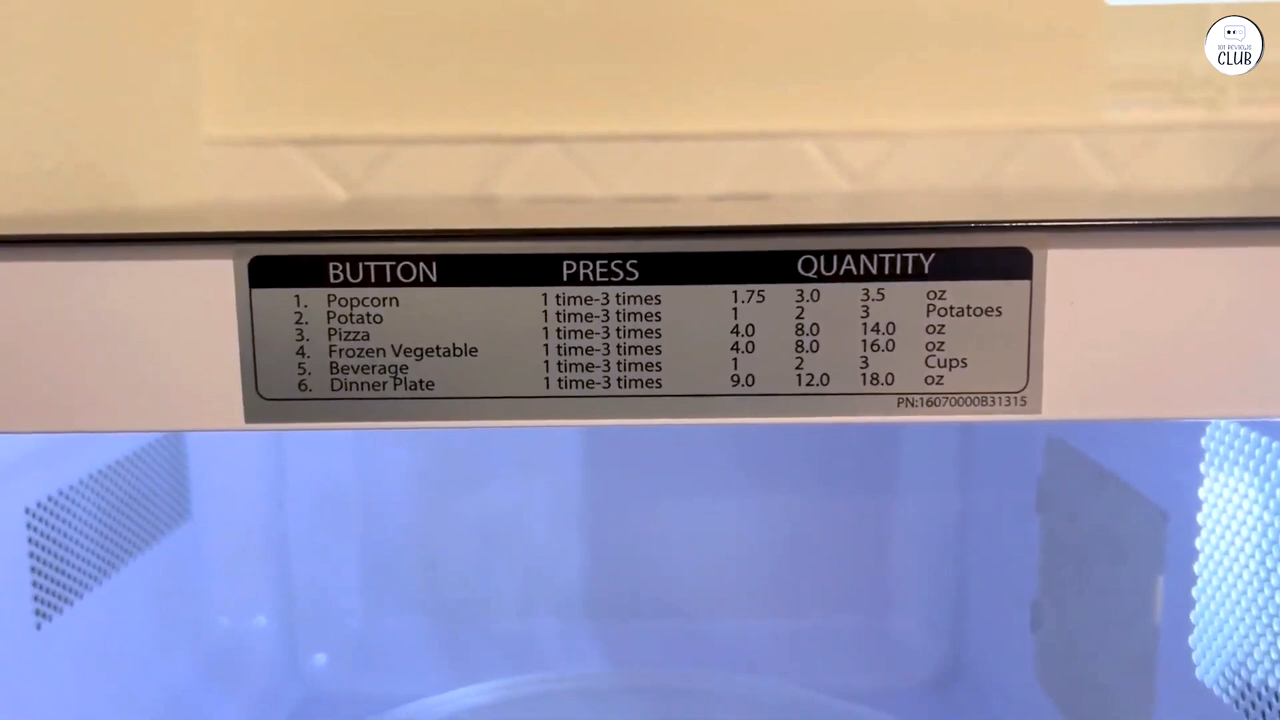 101 REVIEWS
CLUB
BUTTON PRESS QUANTITY
1. Popcorn 1 time-3 times 1.75 3.0 3.5 oz
2. Potato 1 time-3 times 1 2 3 Potatoes
3. Pizza 1 time-3 times 4.0 8.0 14.0 oz
4. Frozen Vegetable 1 time-3 times 4.0 8.0 16.0 oz
5. Beverage 1 time-3 times 1 2 3 Cups
6. Dinner Plate 1 time-3 times 9.0 12.0 18.0 oz
PN:16070000B31315